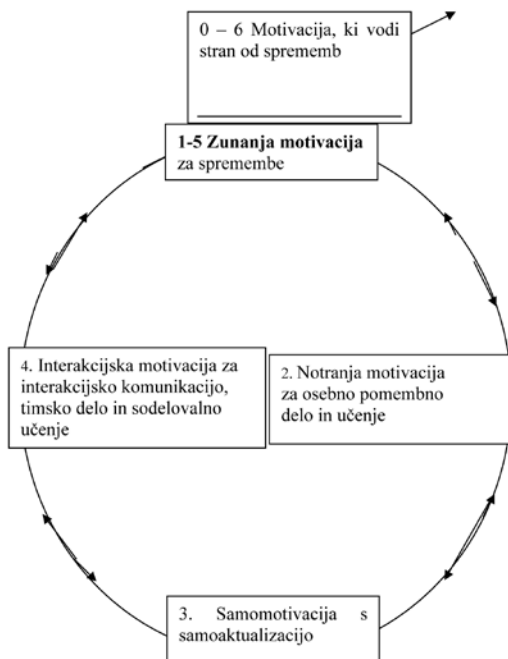 0 – 6 Motivacija, ki vodi
stran od sprememb
1-5 Zunanja motivacija
za spremembe
4. Interakcijska motivacija za
interakcijsko komunikacijo,
timsko delo in sodelovalno
učenje
2. Notranja motivacija
za osebno pomembno
delo in učenje
3. Samomotivacija s
samoaktualizacijo